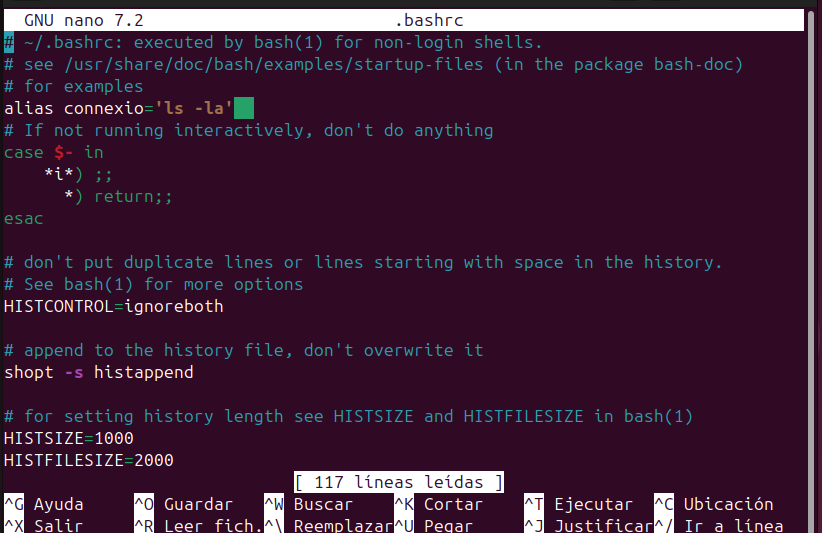 GNU nano 7.2 .bashrc
# ~/.bashrc: executed by bash(1) for non-login shells.
# see /usr/share/doc/bash/examples/startup-files (in the package bash-doc)
# for examples
alias connexio='ls -la'
# If not running interactively, don't do anything
case $- in
    *i*) ;;
      *) return;;
esac

# don't put duplicate lines or lines starting with space in the history.
# See bash(1) for more options
HISTCONTROL=ignoreboth

# append to the history file, don't overwrite it
shopt -s histappend

# for setting history length see HISTSIZE and HISTFILESIZE in bash(1)
HISTSIZE=1000
HISTFILESIZE=2000
[ 117 líneas leídas ]
^G Ayuda ^O Guardar ^W Buscar ^K Cortar ^T Ejecutar ^C Ubicación
^X Salir ^R Leer fich. ^\ Reemplazar ^U Pegar ^J Justificar ^/ Ir a línea